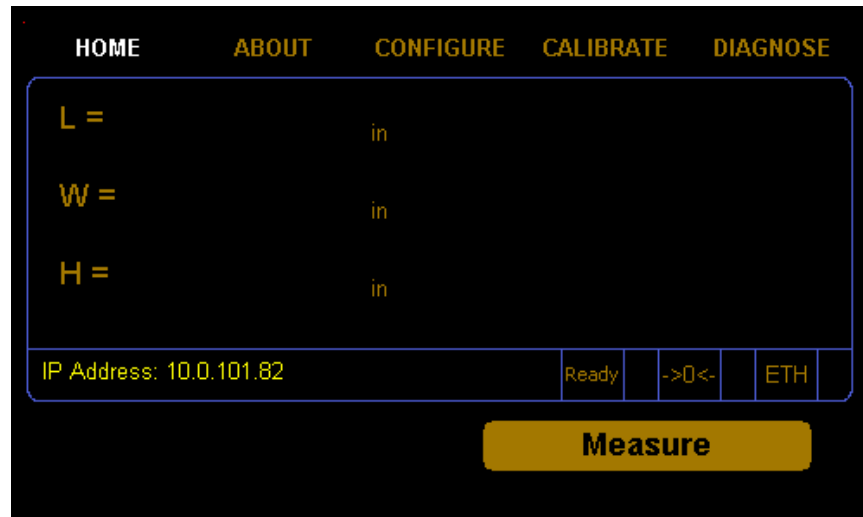 HOME ABOUT CONFIGURE CALIBRATE DIAGNOSE
L = in
W = in
H = in
IP Address: 10.0.101.82 Ready ->0<- ETH
Measure